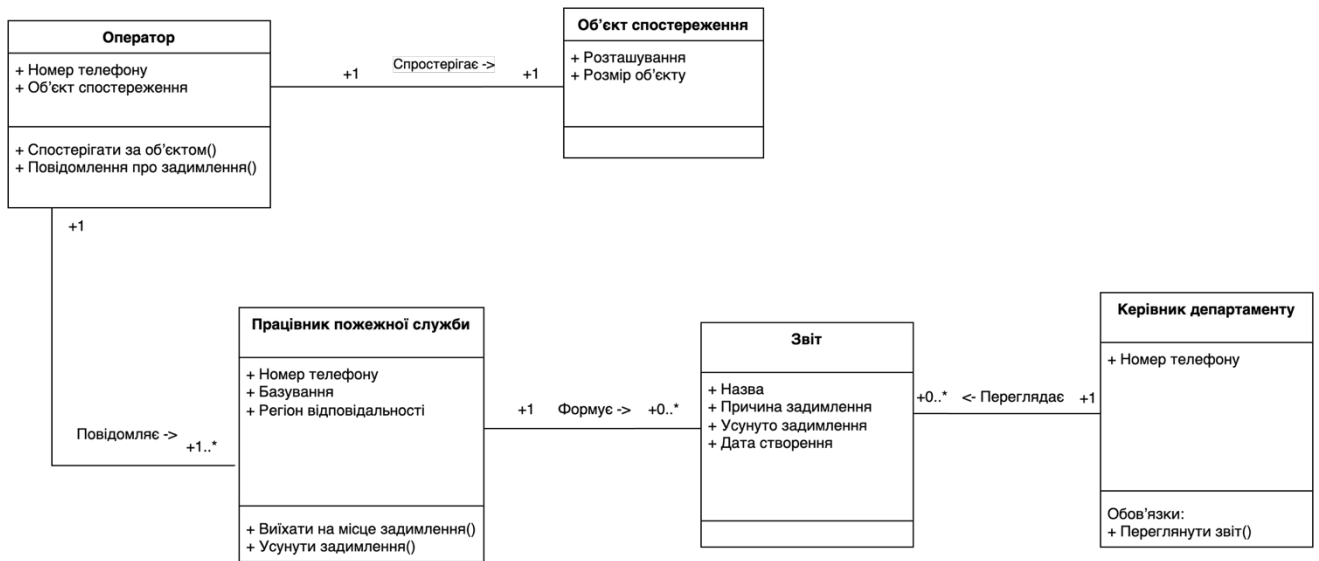 Оператор
+ Номер телефону
+ Об'єкт спостереження
+ Спостерігати за об'єктом()
+ Повідомлення про задимлення()
+1 Спростерігає -> +1
Об'єкт спостереження
+ Розташування
+ Розмір об'єкту
+1
Повідомляє ->
+1..*
Працівник пожежної служби
+ Номер телефону
+ Базування
+ Регіон відповідальності
+ Виїхати на місце задимлення()
+ Усунути задимлення()
+1 Формує -> +0..*
Звіт
+ Назва
+ Причина задимлення
+ Усунуто задимлення
+ Дата створення
+0..* <- Переглядає +1
Керівник департаменту
+ Номер телефону
Обов'язки:
+ Переглянути звіт()